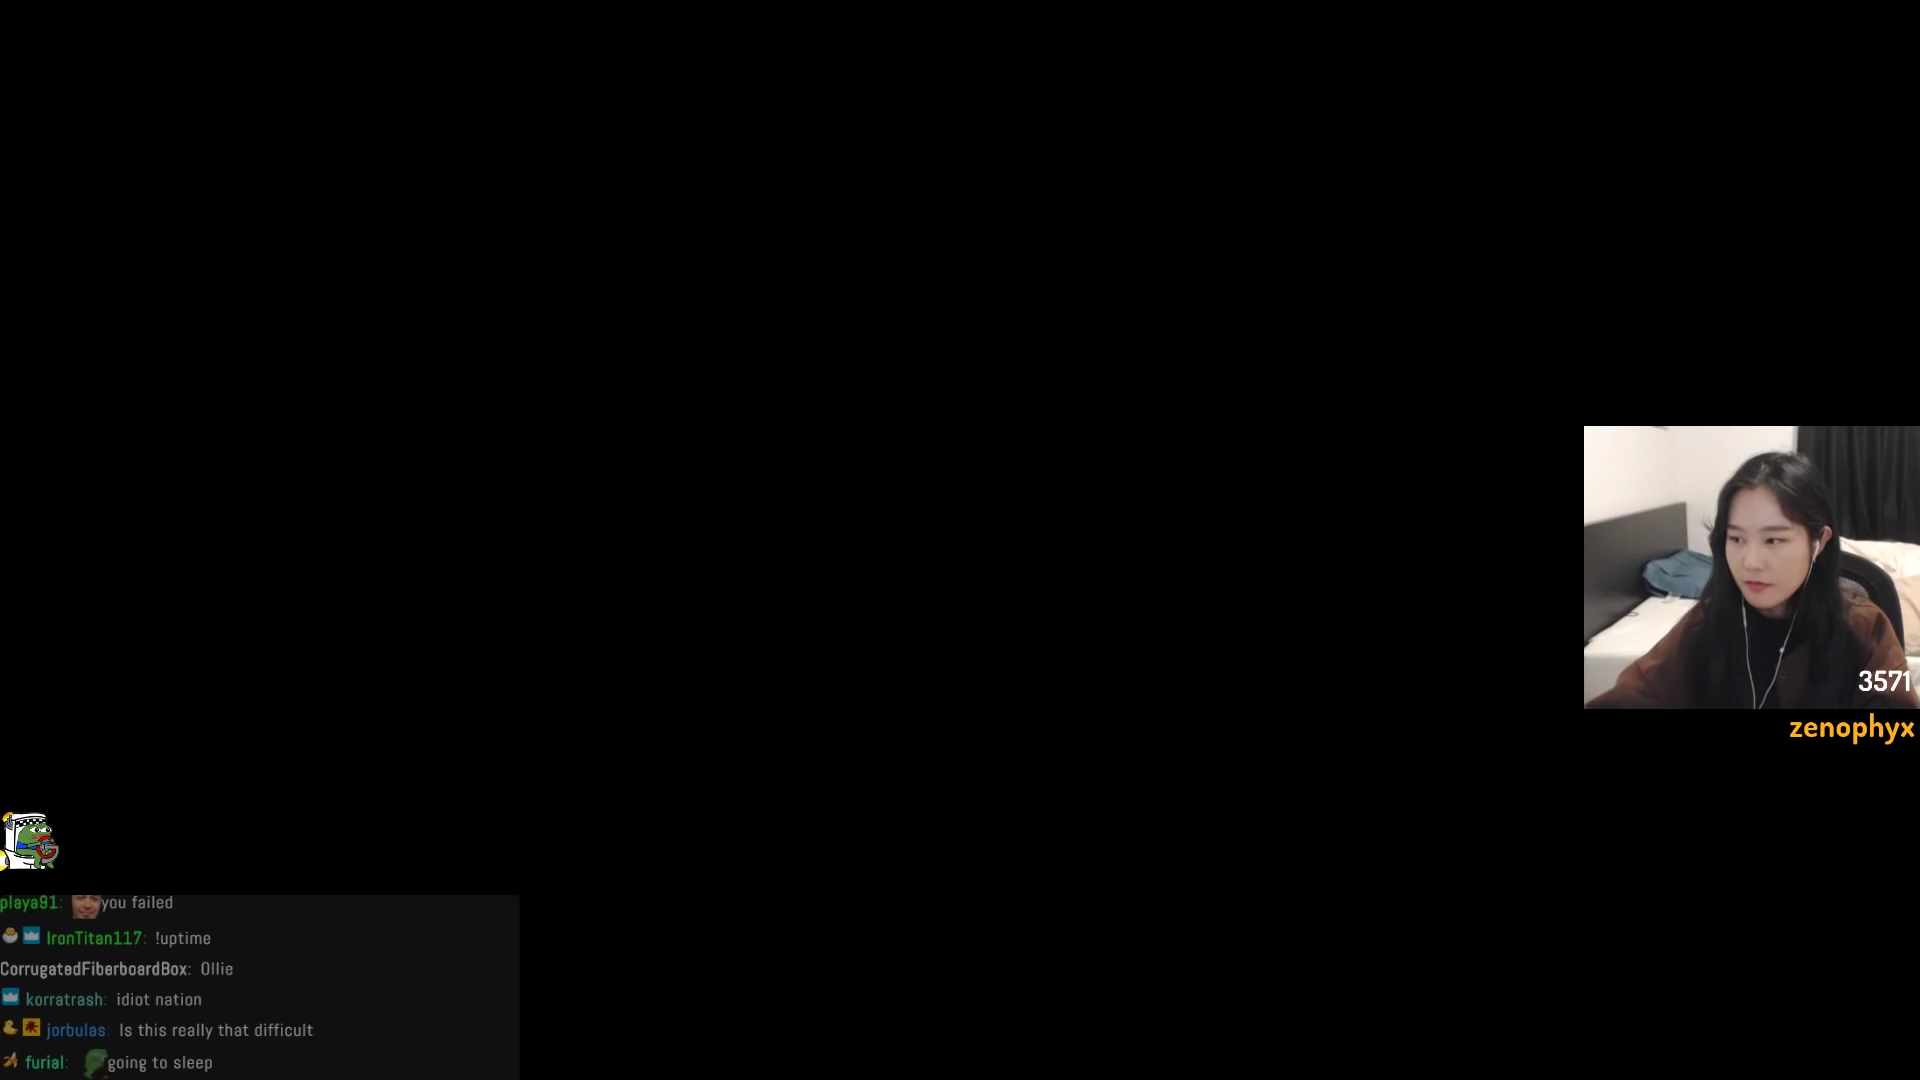 3571
zenophyx
playa91: you failed
IronTitan117: !uptime
CorrugatedFiberboardBox: Ollie
korratrash: idiot nation
jorbulas: Is this really that difficult
furial: going to sleep